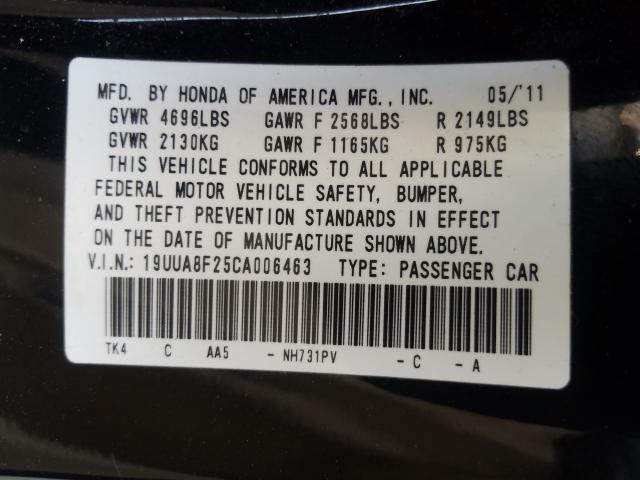 MFD. BY HONDA OF AMERICA MFG., INC. 05/'11
GVWR 4696LBS GAWR F 2568LBS R 2149LBS
GVWR 2130KG GAWR F 1165KG R 975KG
THIS VEHICLE CONFORMS TO ALL APPLICABLE
FEDERAL MOTOR VEHICLE SAFETY, BUMPER,
AND THEFT PREVENTION STANDARDS IN EFFECT
ON THE DATE OF MANUFACTURE SHOWN ABOVE.
V.I.N.: 19UUA8F25CA006463 TYPE: PASSENGER CAR
TK4 C AA5 - NH731PV - C - A